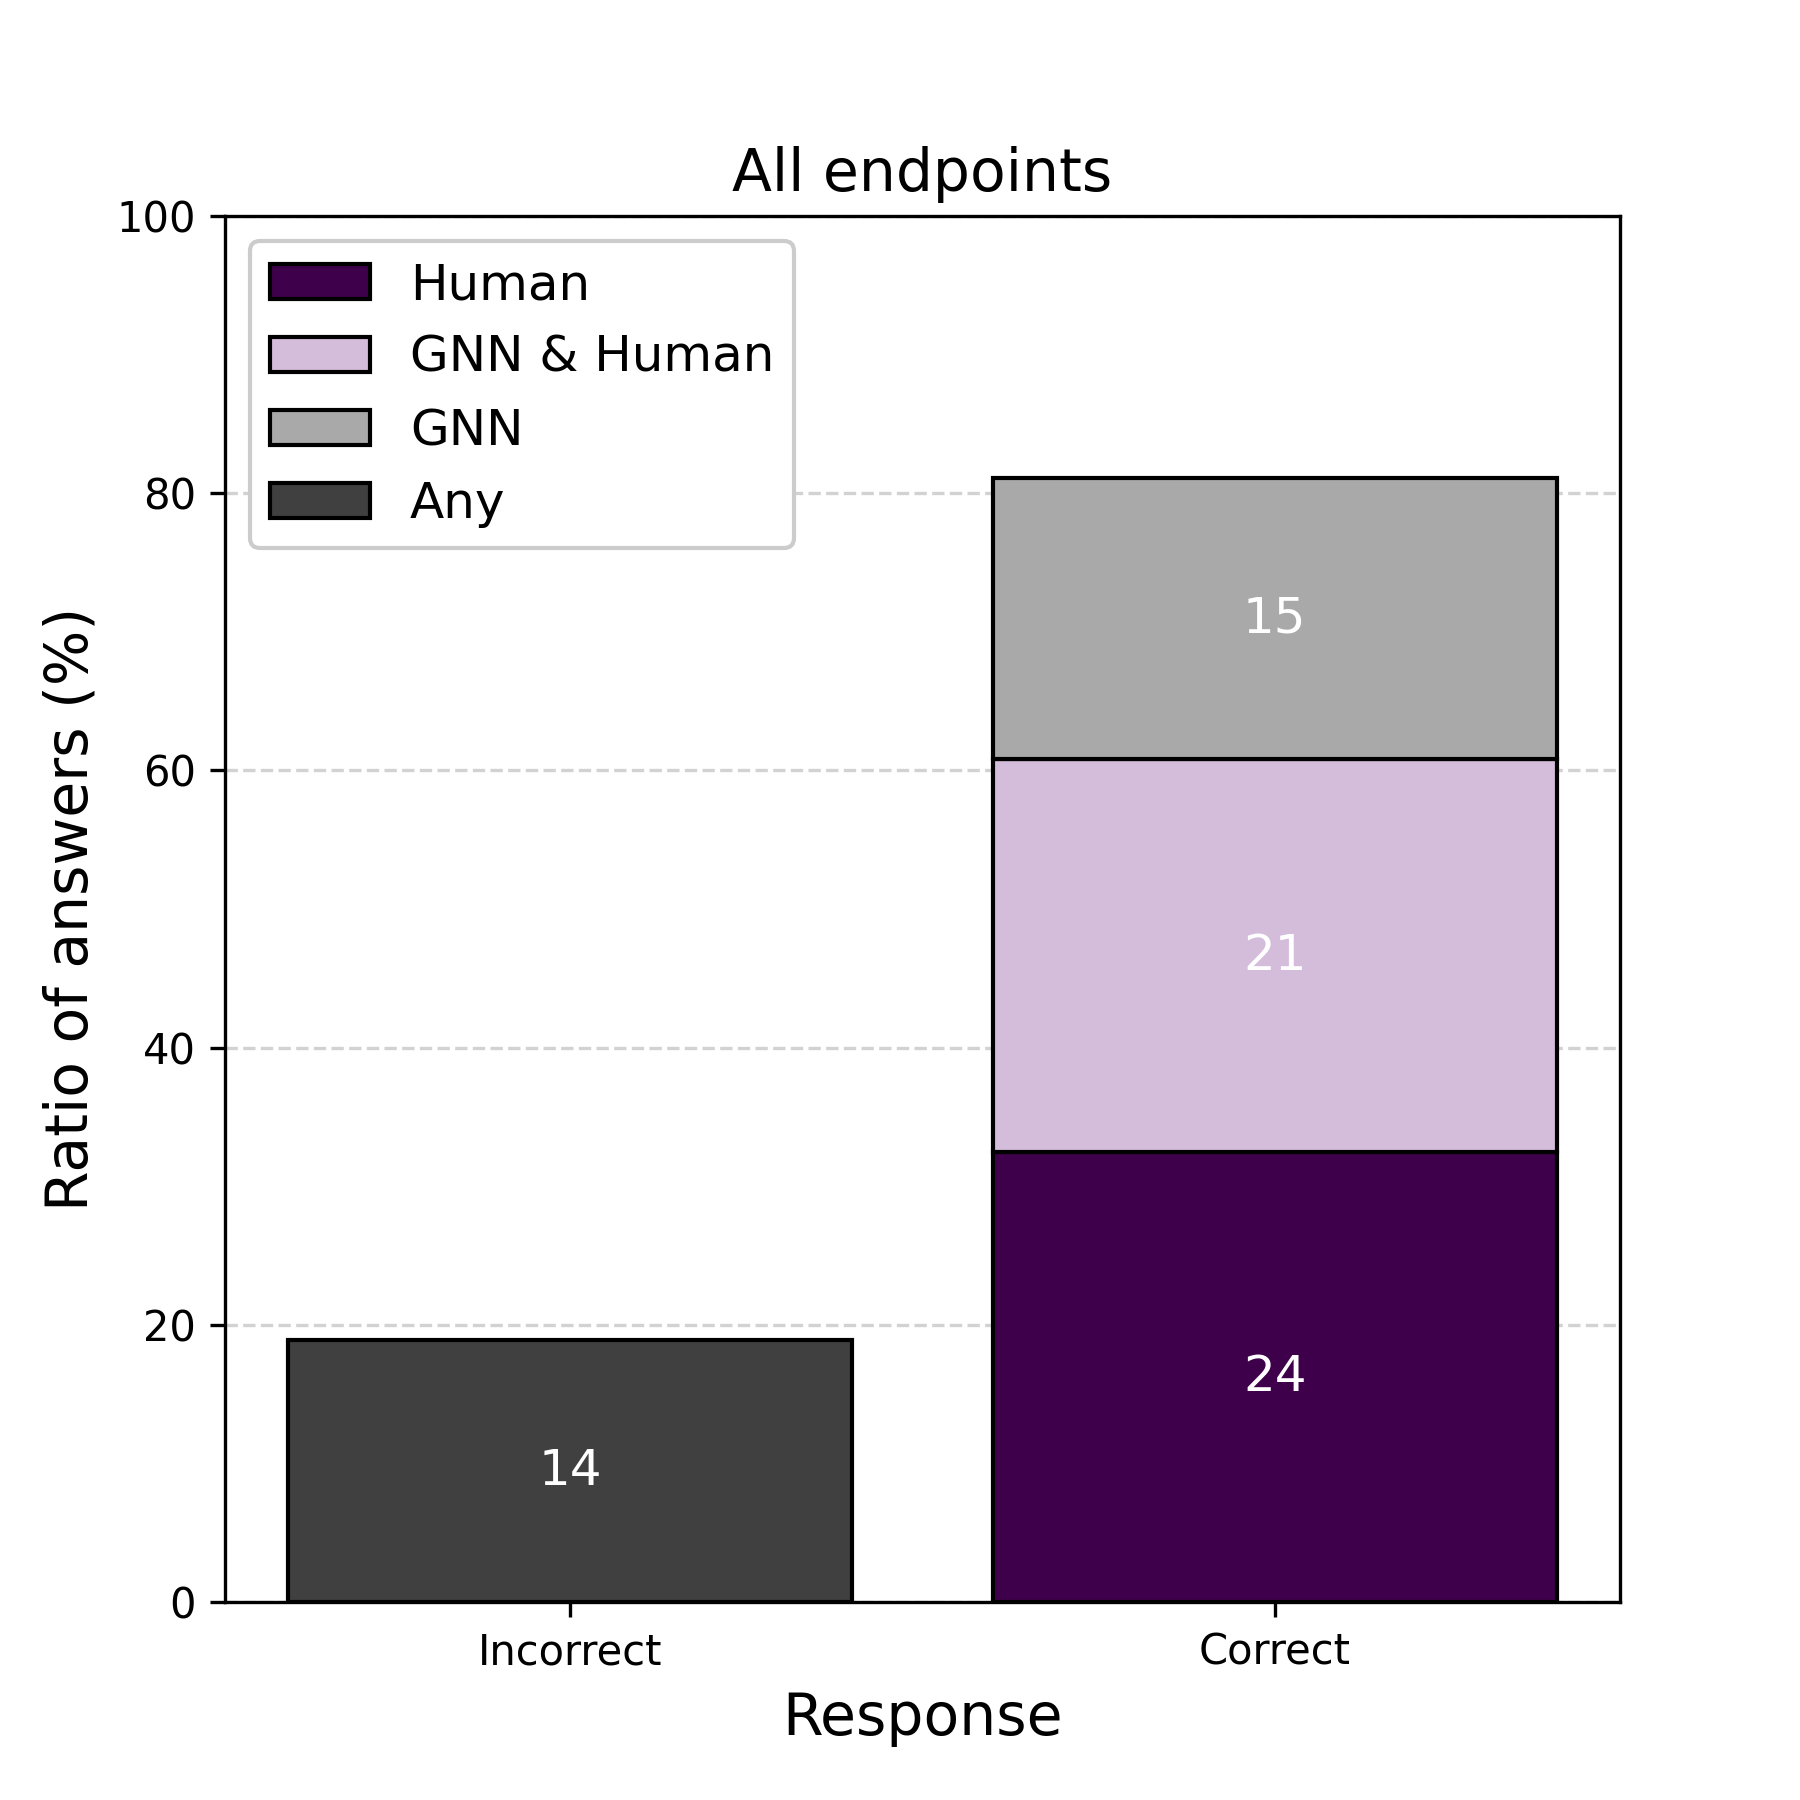 All endpoints
100
80
60
40
20
0
Ratio of answers (%)
Human
GNN & Human
GNN
Any
15
21
24
14
Incorrect
Correct
Response